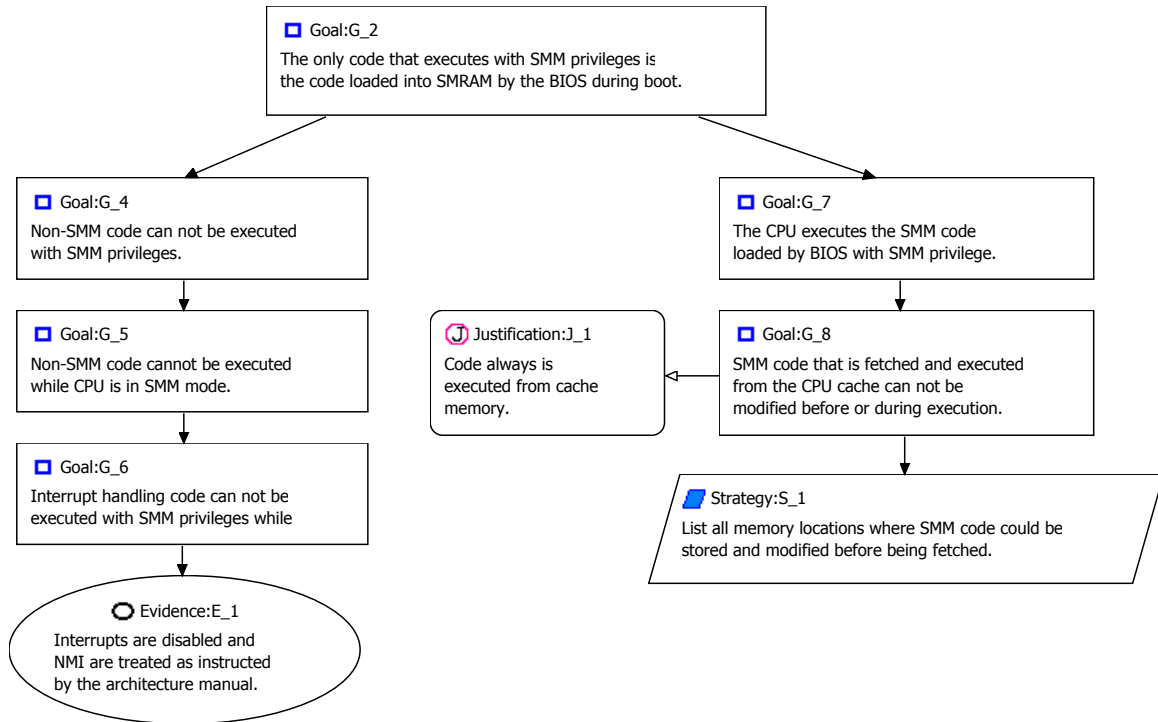 Goal:G_2
The only code that executes with SMM privileges is
the code loaded into SMRAM by the BIOS during boot.
Goal:G_4
Non-SMM code can not be executed
with SMM privileges.
Goal:G_7
The CPU executes the SMM code
loaded by BIOS with SMM privilege.
Goal:G_5
Non-SMM code cannot be executed
while CPU is in SMM mode.
J
Justification:J_1
Code always is
executed from cache
memory.
Goal:G_8
SMM code that is fetched and executed
from the CPU cache can not be
modified before or during execution.
Goal:G_6
Interrupt handling code can not be
executed with SMM privileges while
Strategy:S_1
List all memory locations where SMM code could be
stored and modified before being fetched.
Evidence:E_1
Interrupts are disabled and
NMI are treated as instructed
by the architecture manual.